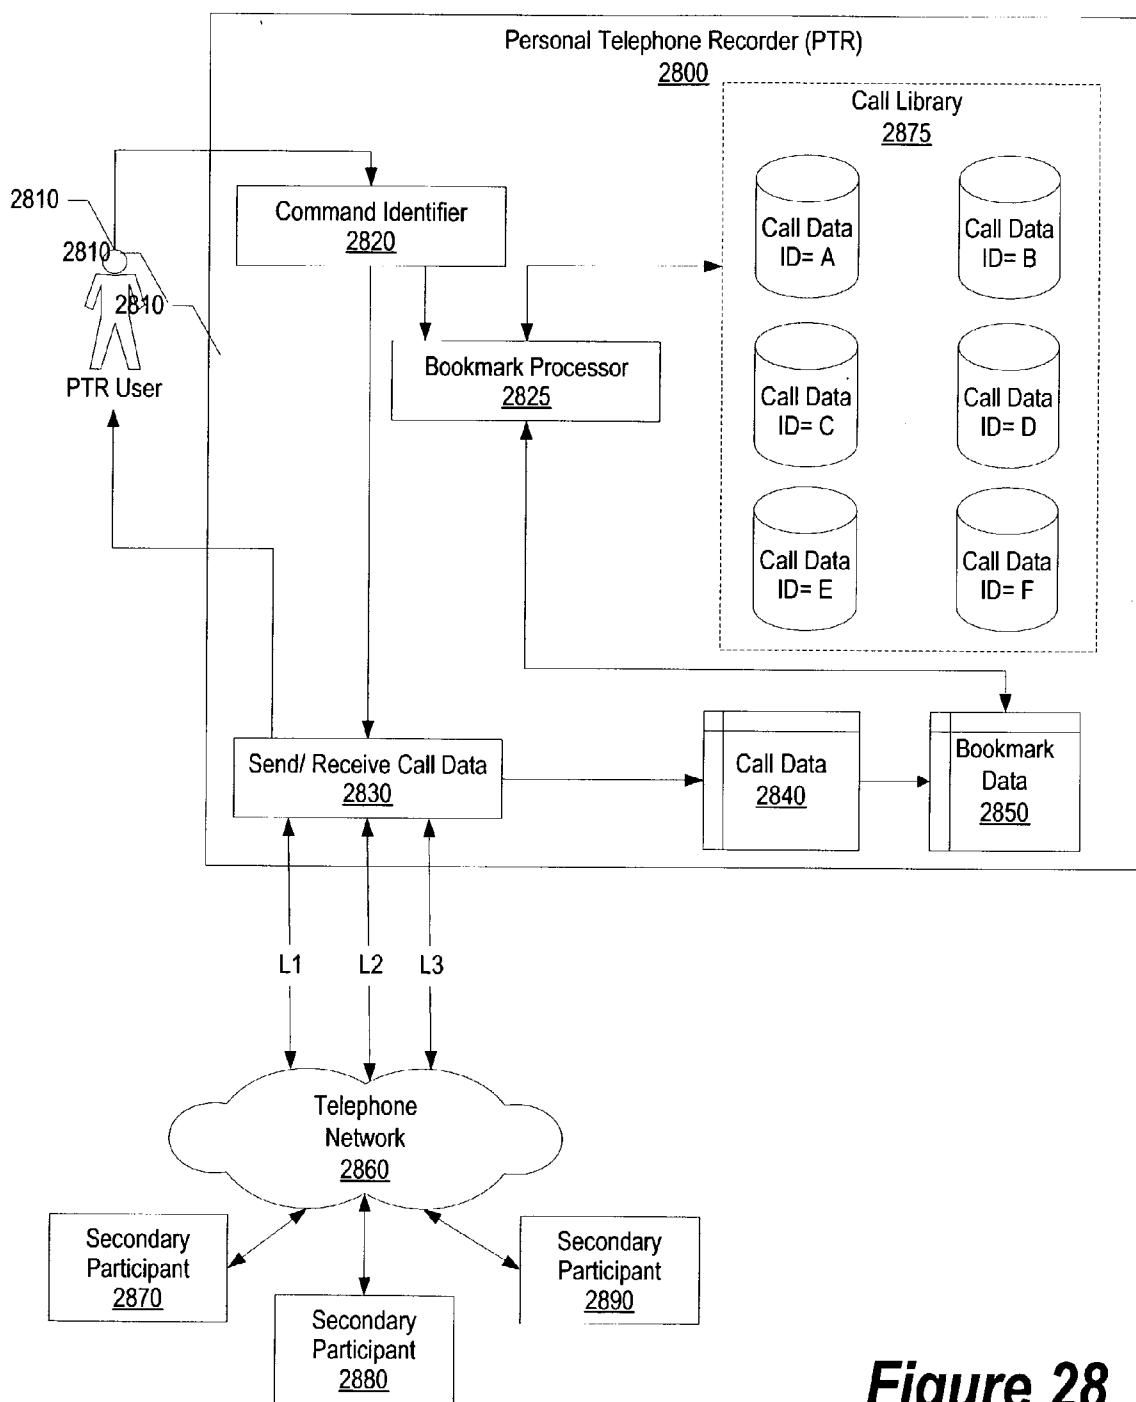 Personal Telephone Recorder (PTR)
2800
Call Library
2875
2810
2810
2810
PTR User
Command Identifier
2820
Call Data
ID= A
Call Data
ID= B
Bookmark Processor
2825
Call Data
ID= C
Call Data
ID= D
Call Data
ID= E
Call Data
ID= F
Send/ Receive Call Data
2830
Call Data
2840
Bookmark
Data
2850
L1
L2
L3
Telephone
Network
2860
Secondary
Participant
2870
Secondary
Participant
2880
Secondary
Participant
2890
Figure 28